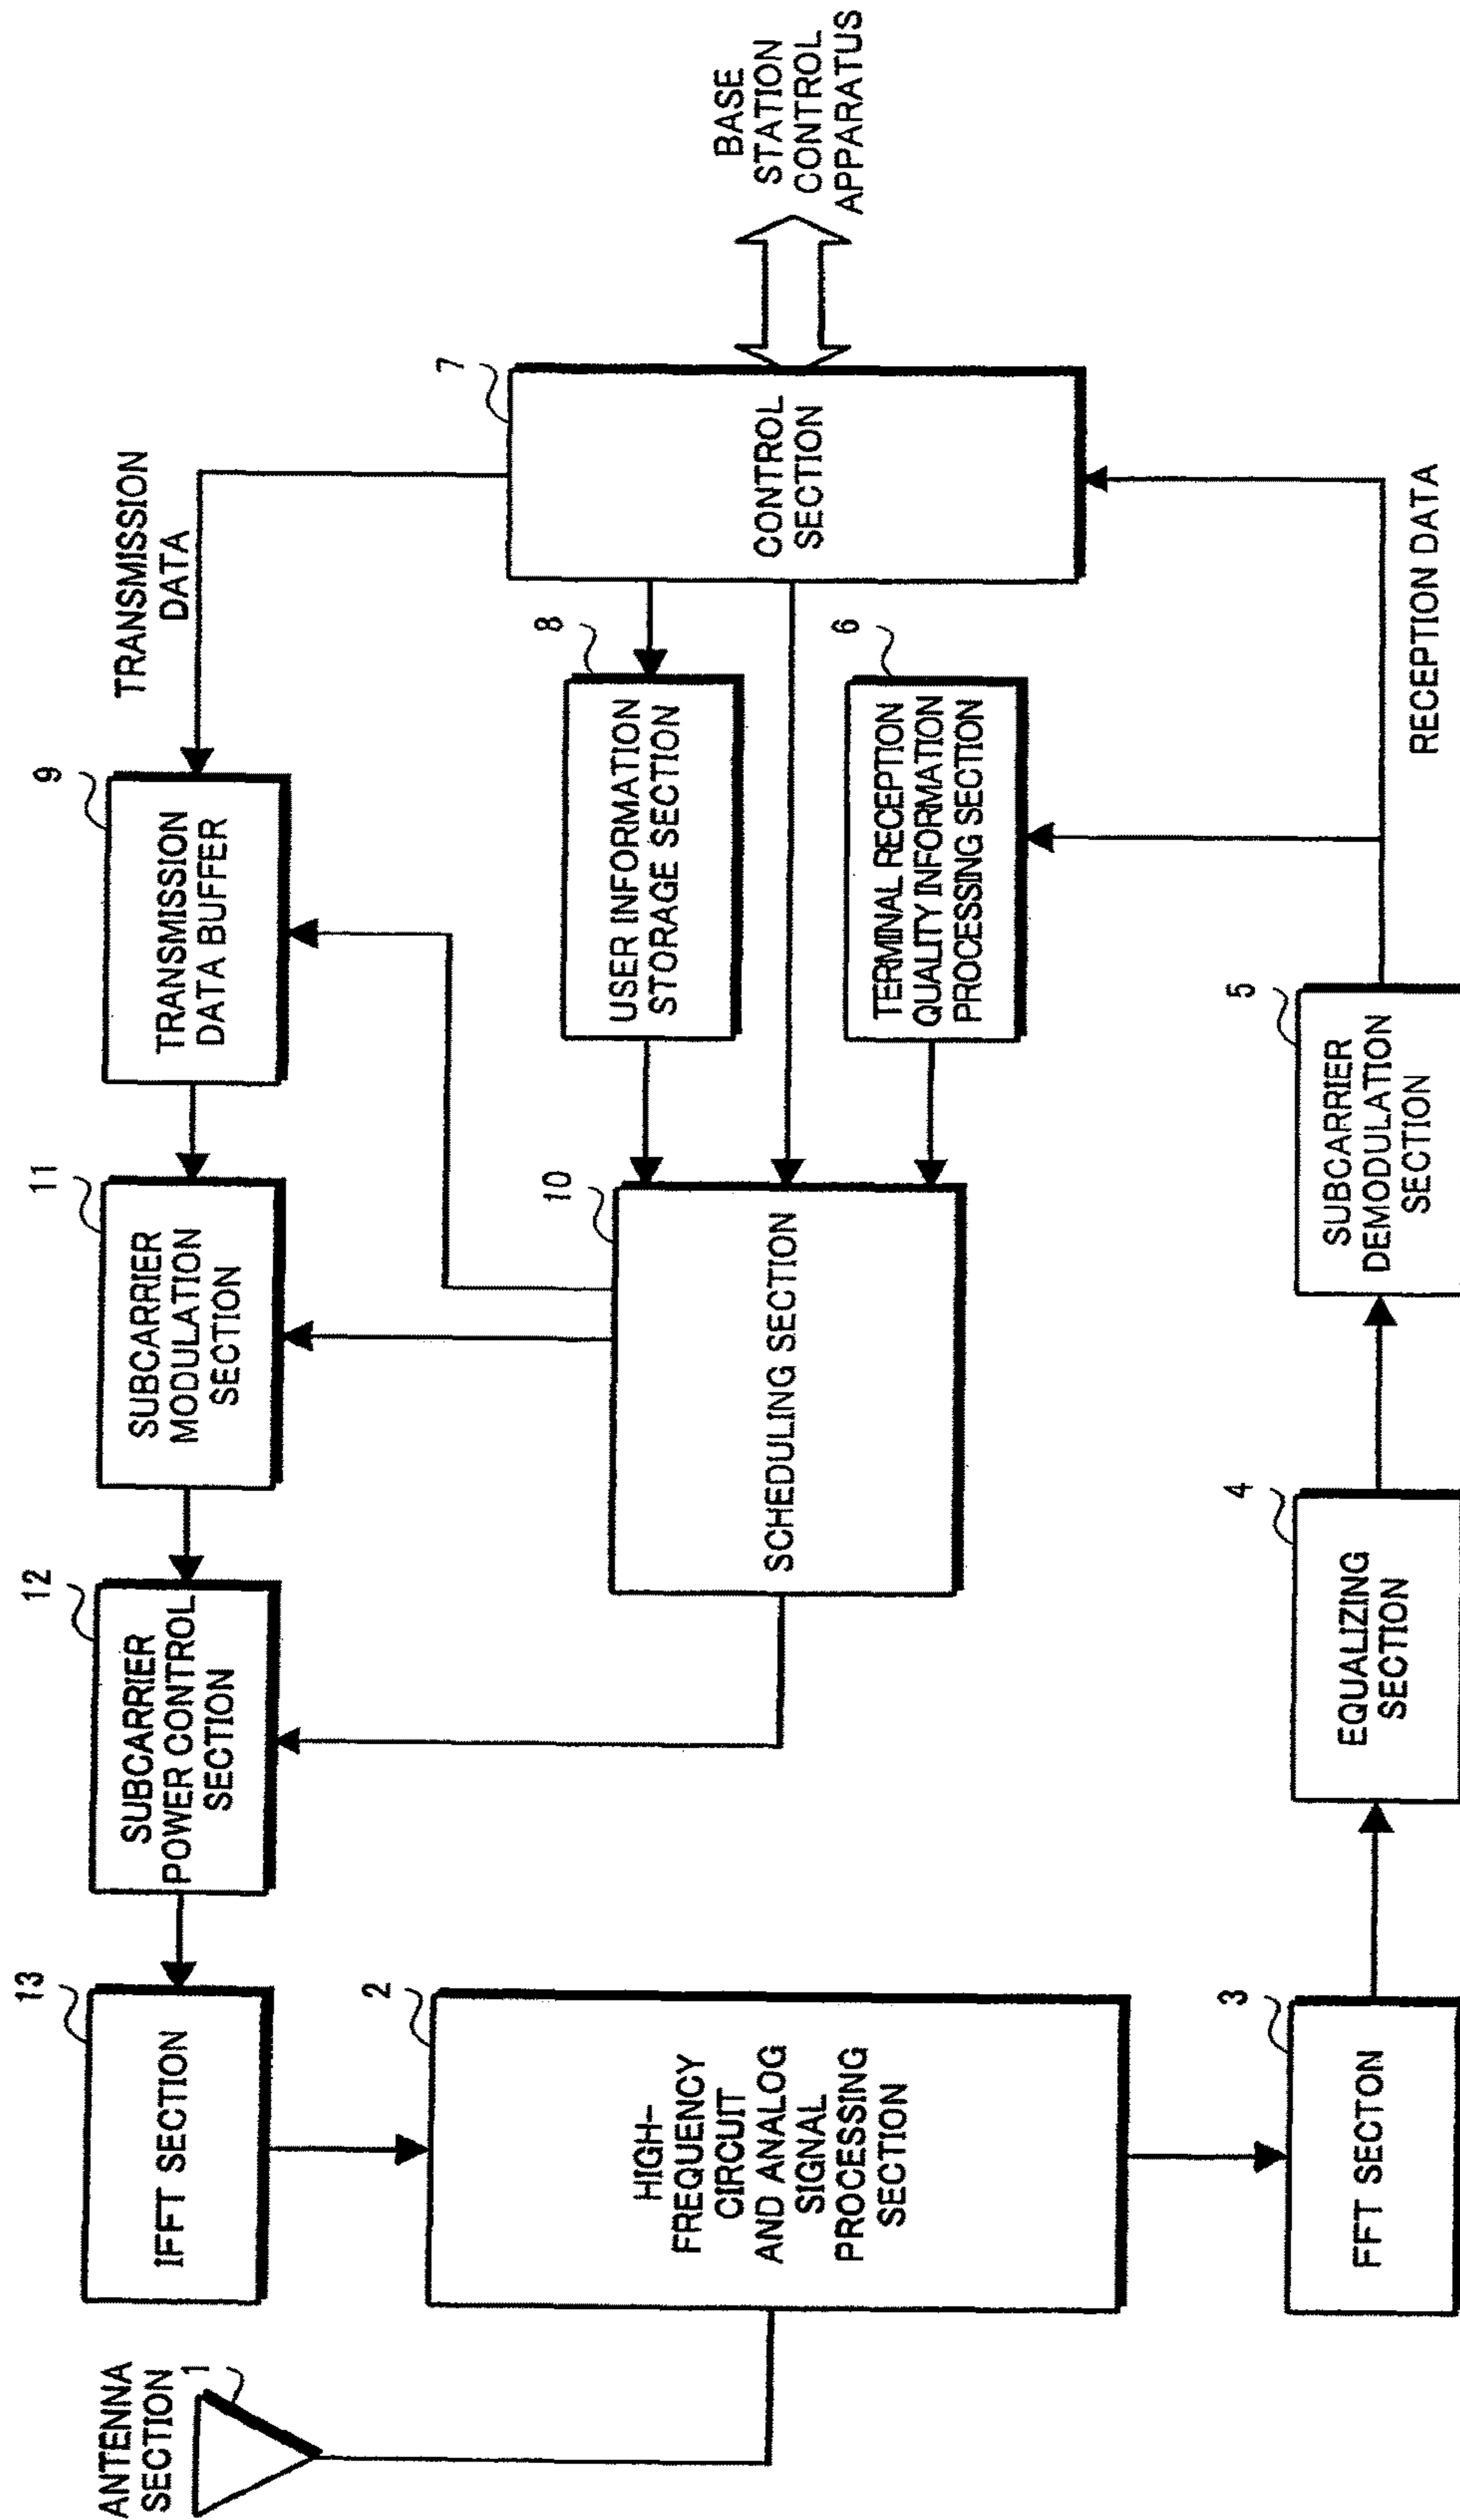 ANTENNA
SECTION
1
13
IFFT SECTION
12
SUBCARRIER
POWER CONTROL
SECTION
11
SUBCARRIER
MODULATION
SECTION
9
TRANSMISSION
DATA BUFFER
TRANSMISSION
DATA
2
HIGH-
FREQUENCY
CIRCUIT
AND ANALOG
SIGNAL
PROCESSING
SECTION
10
SCHEDULING SECTION
8
USER INFORMATION
STORAGE SECTION
6
TERMINAL RECEPTION
QUALITY INFORMATION
PROCESSING SECTION
7
CONTROL
SECTION
BASE
STATION
CONTROL
APPARATUS
3
FFT SECTON
4
EQUALIZING
SECTION
5
SUBCARRIER
DEMODULATION
SECTION
RECEPTION DATA